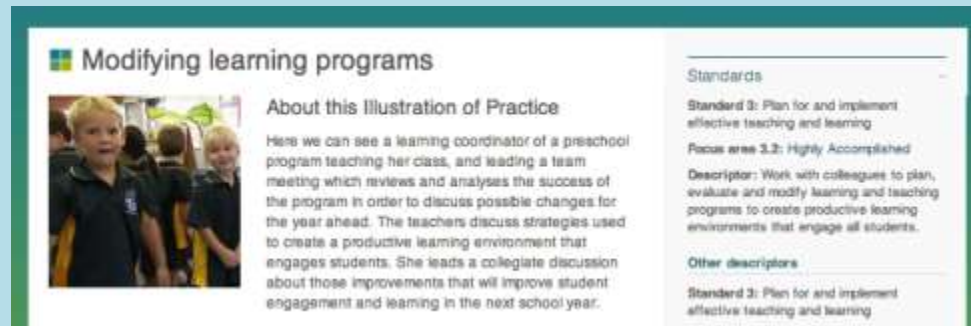 Modifying learning programs
About this Illustration of Practice
Here we can see a learning coordinator of a preschool
program teaching her class, and leading a team
meeting which reviews and analyses the success of
the program in order to discuss possible changes for
the year ahead. The teachers discuss strategies used
to create a productive learning environment that
engages students. She leads a collegiate discussion
about those improvements that will improve student
engagement and learning in the next school year.
Standards
Standard 3: Plan for and implement
effective teaching and learning
Focus area 3.2: Highly Accomplished
Descriptor: Work with colleagues to plan,
evaluate and modify learning and teaching
programs to create productive learning
environments that engage all students.
Other descriptors
Standard 3: Plan for and implement
effective teaching and learning